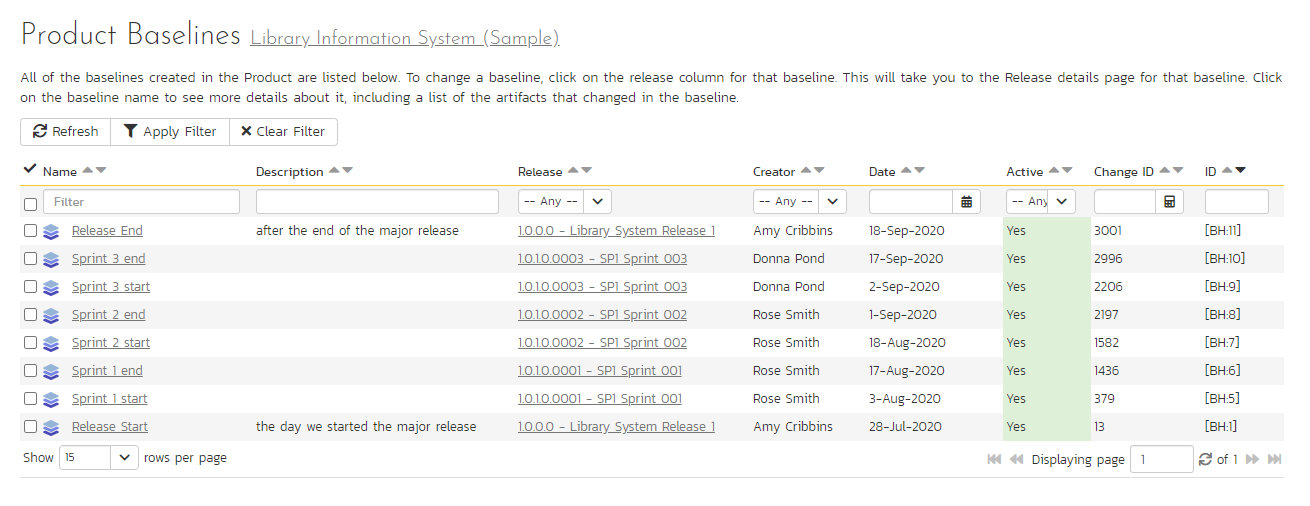 Product Baselines Library Information System (Sample)
All of the baselines created in the Product are listed below. To change a baseline, click on the release column for that baseline. This will take you to the Release details page for that baseline. Click
on the baseline name to see more details about it, including a list of the artifacts that changed in the baseline.
Refresh Apply Filter Clear Filter
Name Description Release Creator Date Active Change ID ID
Filter -- Any -- -- Any -- -- Any
Release End after the end of the major release 1.0.0.0 - Library System Release 1 Amy Cribbins 18-Sep-2020 Yes 3001 [BH:11]
Sprint 3 end 1.0.1.0.0003 - SP1 Sprint 003 Donna Pond 17-Sep-2020 Yes 2996 [BH:10]
Sprint 3 start 1.0.1.0.0003 - SP1 Sprint 003 Donna Pond 2-Sep-2020 Yes 2206 [BH:9]
Sprint 2 end 1.0.1.0.0002 - SP1 Sprint 002 Rose Smith 1-Sep-2020 Yes 2197 [BH:8]
Sprint 2 start 1.0.1.0.0002 - SP1 Sprint 002 Rose Smith 18-Aug-2020 Yes 1582 [BH:7]
Sprint 1 end 1.0.1.0.0001 - SP1 Sprint 001 Rose Smith 17-Aug-2020 Yes 1436 [BH:6]
Sprint 1 start 1.0.1.0.0001 - SP1 Sprint 001 Rose Smith 3-Aug-2020 Yes 379 [BH:5]
Release Start the day we started the major release 1.0.0.0 - Library System Release 1 Amy Cribbins 28-Jul-2020 Yes 13 [BH:1]
Show 15 rows per page Displaying page 1 of 1